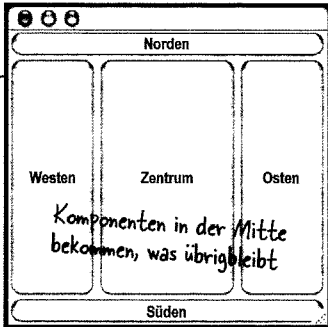 Norden
Westen
Zentrum
Osten
Komponenten in der Mitte
bekommen, was übrigbleibt
Süden